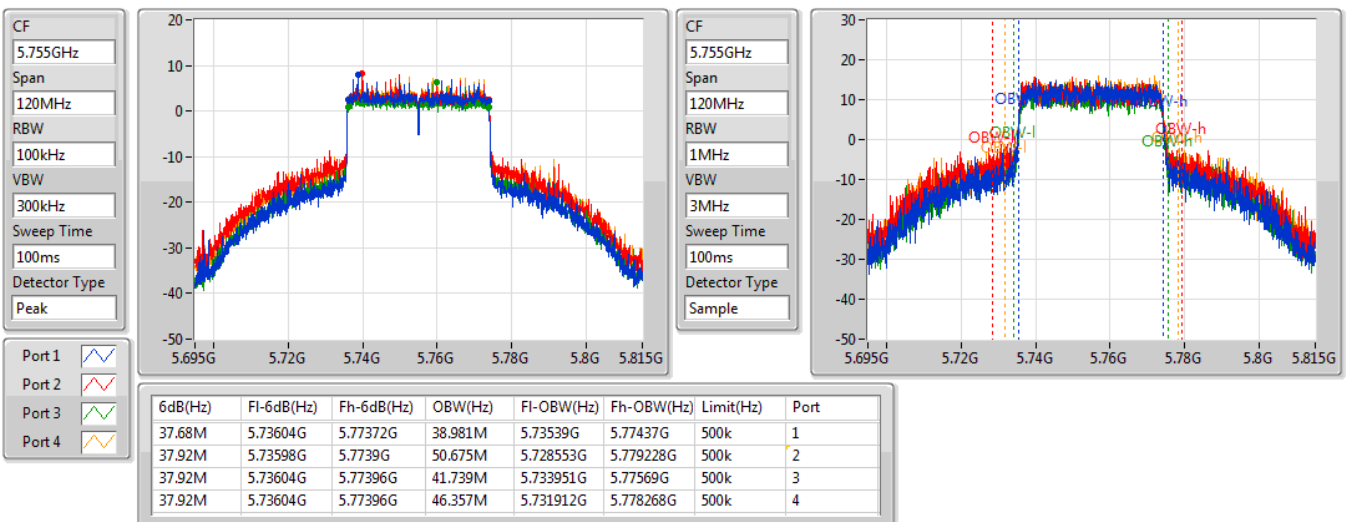 CF
5.755GHz
Span
120MHz
RBW
100kHz
VBW
300kHz
Sweep Time
100ms
Detector Type
Peak
20
10
0
-10
-20
-30
-40
-50
5.695G 5.72G 5.74G 5.76G 5.78G 5.8G 5.815G
CF
5.755GHz
Span
120MHz
RBW
1MHz
VBW
3MHz
Sweep Time
100ms
Detector Type
Sample
30
20
10
0
-10
-20
-30
-40
-50
OBW-h
OBW-l
OBW-h
5.695G 5.72G 5.74G 5.76G 5.78G 5.8G 5.815G
Port 1
Port 2
Port 3
Port 4
6dB(Hz) Fl-6dB(Hz) Fh-6dB(Hz) OBW(Hz) Fl-OBW(Hz) Fh-OBW(Hz) Limit(Hz) Port
37.68M 5.73604G 5.77372G 38.981M 5.73539G 5.77437G 500k 1
37.92M 5.73598G 5.7739G 50.675M 5.728553G 5.779228G 500k 2
37.92M 5.73604G 5.77396G 41.739M 5.733951G 5.77569G 500k 3
37.92M 5.73604G 5.77396G 46.357M 5.731912G 5.778268G 500k 4